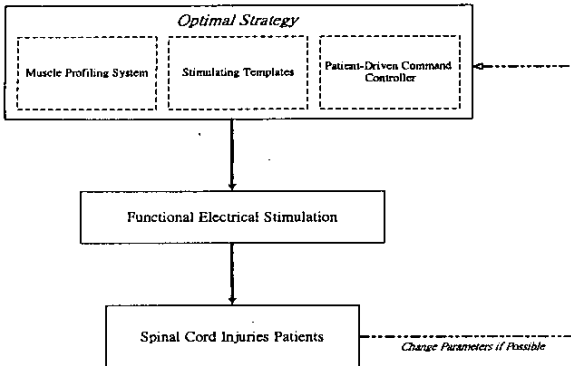 Optimal Strategy
Muscle Profiling System
Stimulating Templates
Patient-Driven Command
Controller
Functional Electrical Stimulation
Spinal Cord Injuries Patients
Change Parameters if Possible